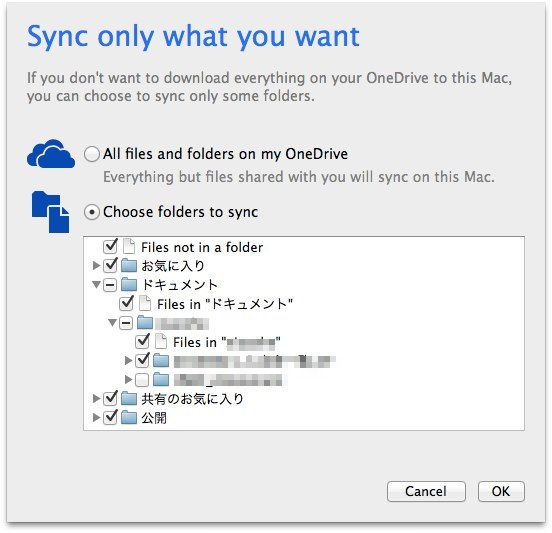 Sync only what you want
If you don't want to download everything on your OneDrive to this Mac,
you can choose to sync only some folders.
All files and folders on my OneDrive
Everything but files shared with you will sync on this Mac.
Choose folders to sync
Files not in a folder
お気に入り
ドキュメント
Files in "ドキュメント"
Files in "
共有のお気に入り
公開
Cancel OK